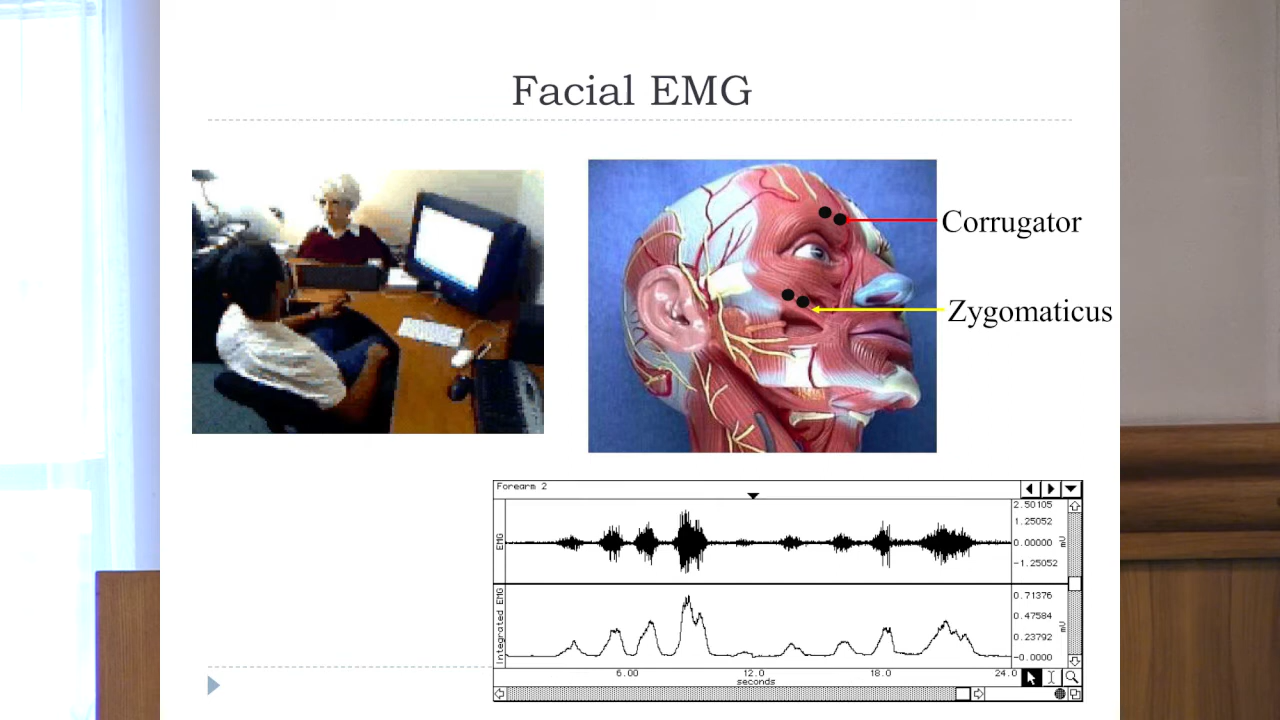 Facial EMG
Corrugator
Zygomaticus
Forearm 2
EMG
2.50105
1.25052
0.00000
-1.25052
mV
Integrated EMG
0.71376
0.47584
0.23792
-0.0000
mV
6.00
12.0
18.0
24.0
seconds